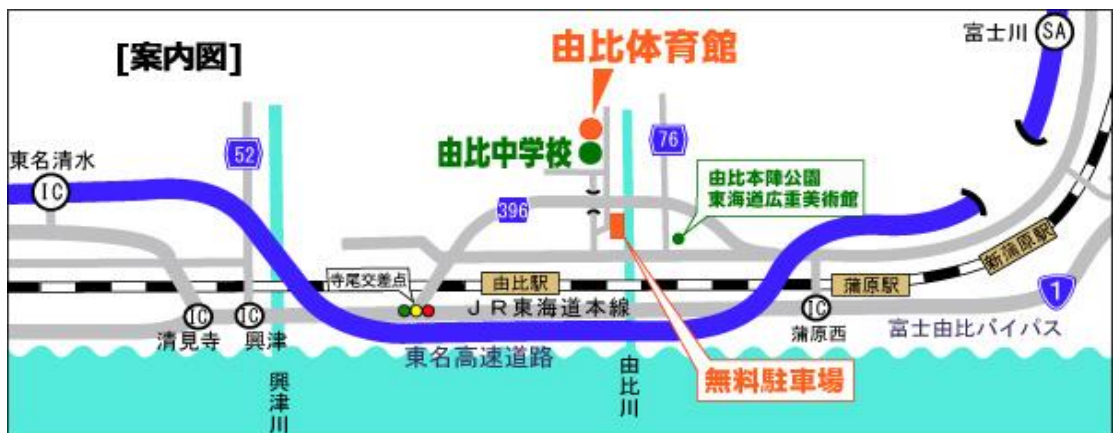 [案内図]
由比体育館
富士川
SA
東名清水
IC
52
由比中学校
76
396
由比本陣公園
東海道広重美術館
寺尾交差点
由比駅
蒲原駅
新蒲原駅
JR東海道本線
IC
清見寺
IC
興津
IC
蒲原西
1
富士由比バイパス
東名高速道路
無料駐車場
興津川
由比川